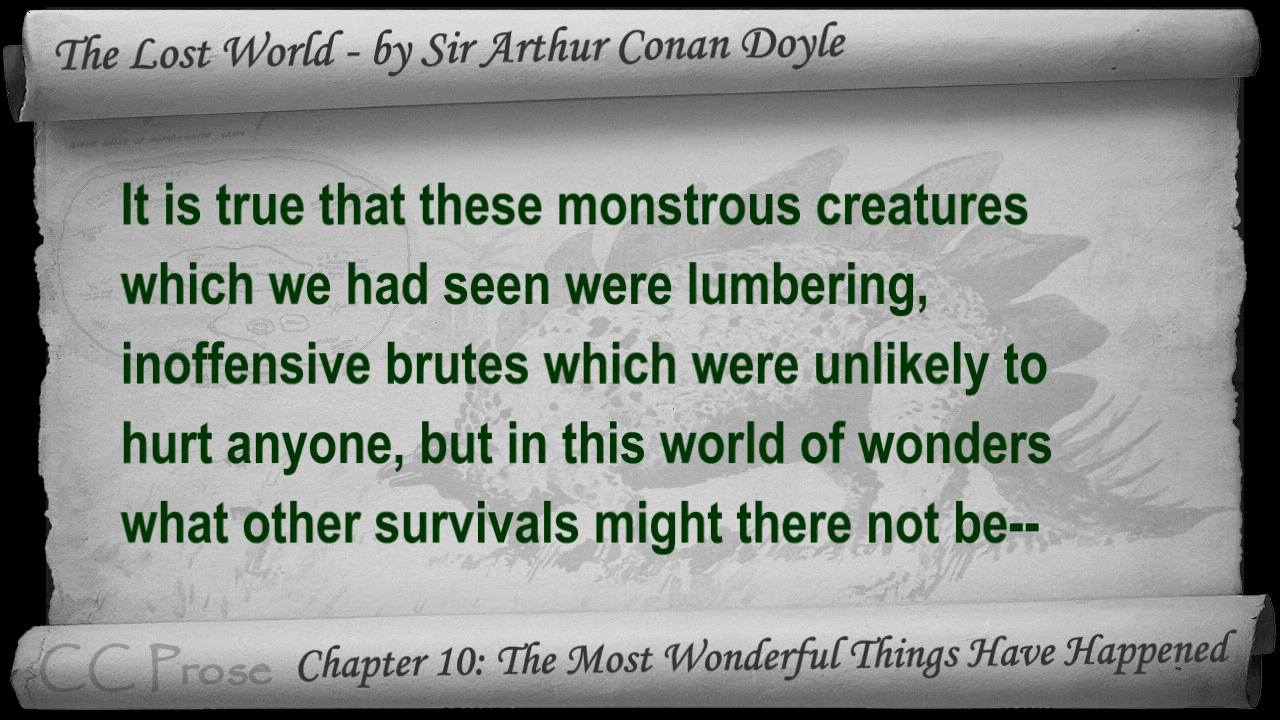 The Lost World - by Sir Arthur Conan Doyle
It is true that these monstrous creatures
which we had seen were lumbering,
inoffensive brutes which were unlikely to
hurt anyone, but in this world of wonders
what other survivals might there not be--
CC Prose
Chapter 10: The Most Wonderful Things Have Happened